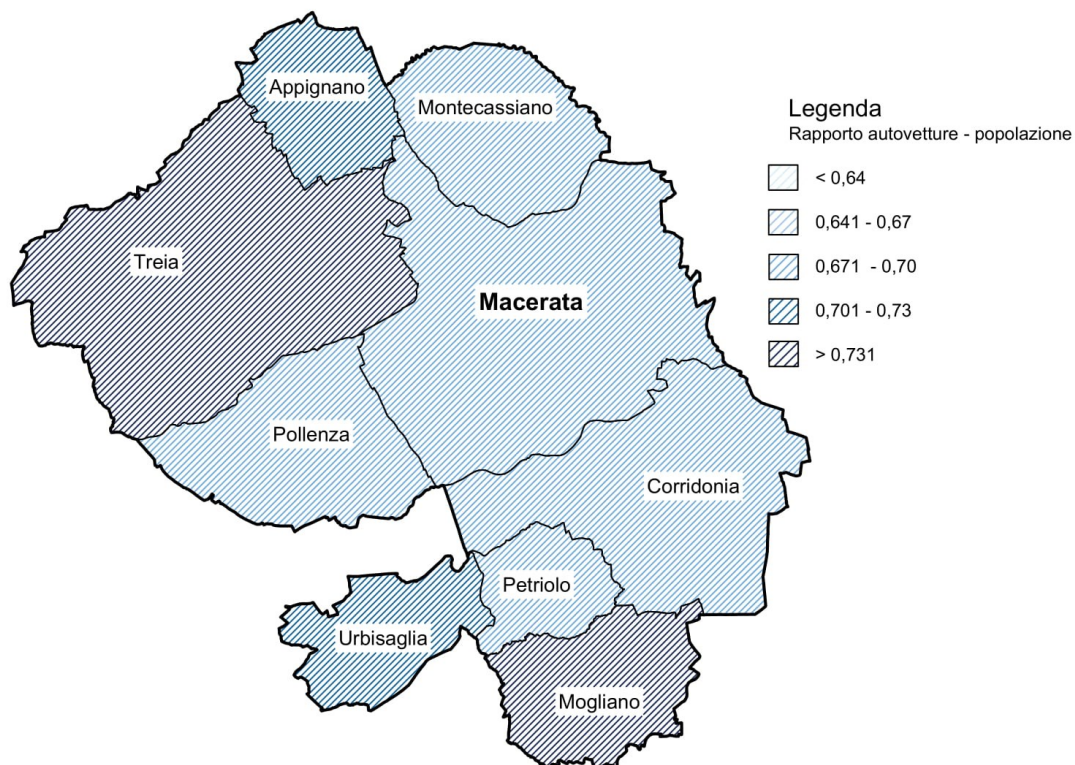 Appignano
Montecassiano
Treia
Macerata
Pollenza
Corridonia
Petriolo
Urbisaglia
Mogliano
Legenda
Rapporto autovetture - popolazione
< 0,64
0,641 - 0,67
0,671 - 0,70
0,701 - 0,73
> 0,731